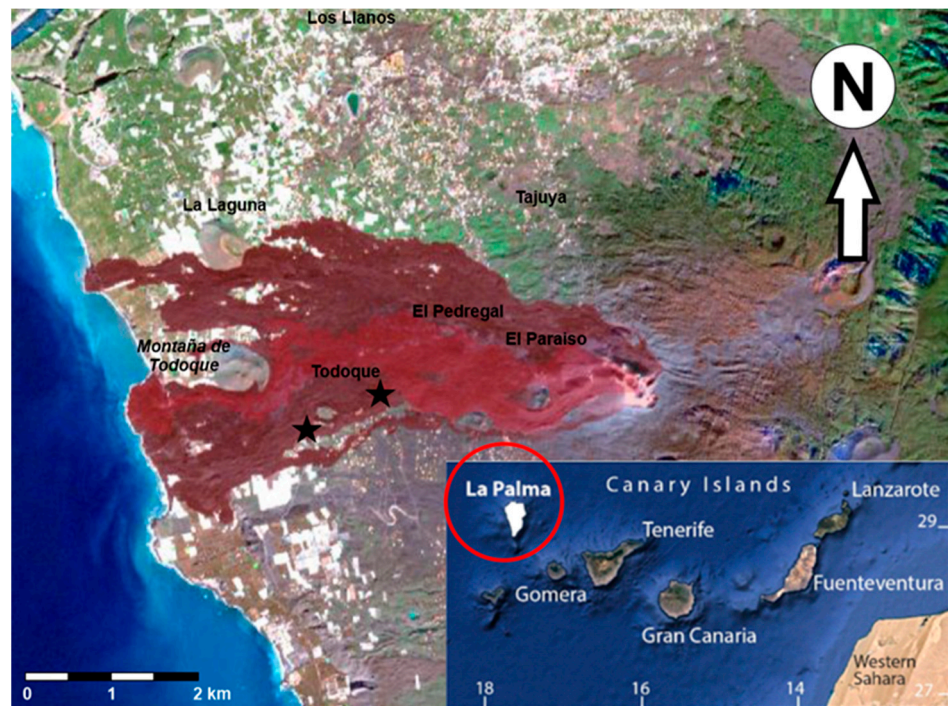 Los Llanos
N
Tajuya
La Laguna
El Pedregal
El Paraiso
Montaña de
Todoque
Todoque
La Palma
Canary Islands
Lanzarote
29
Tenerife
Fuenteventura
Gomera
Gran Canaria
Western
Sahara
0 1 2 km
18 16 14 27